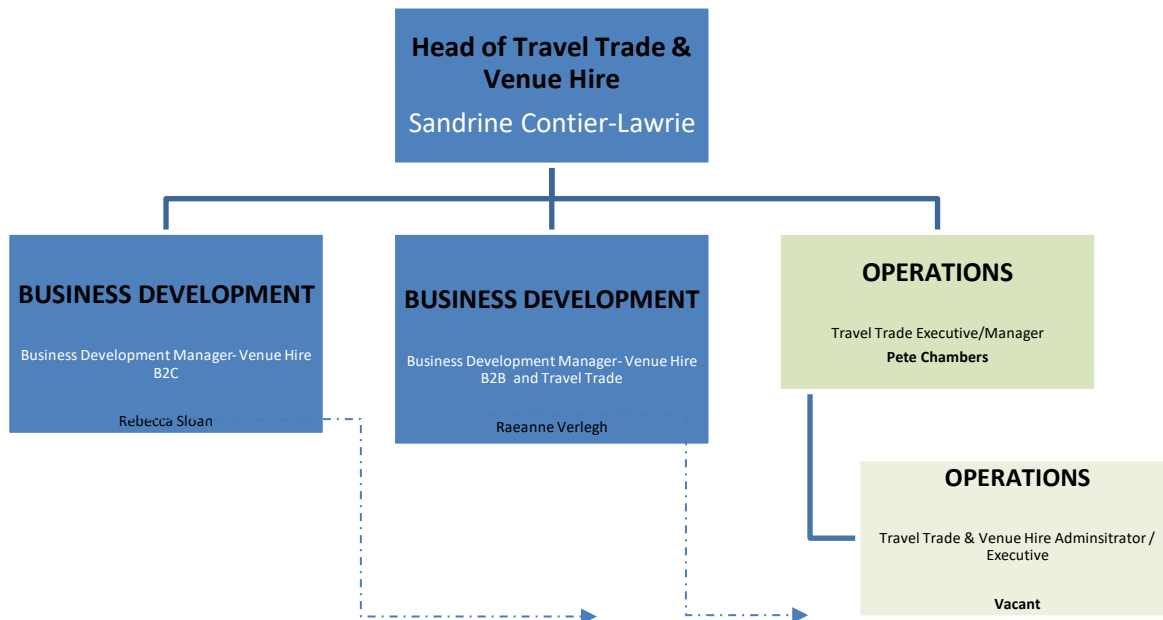 Head of Travel Trade &
Venue Hire
Sandrine Contier-Lawrie
BUSINESS DEVELOPMENT
Business Development Manager- Venue Hire
B2C
Rebecca Sloan
BUSINESS DEVELOPMENT
Business Development Manager- Venue Hire
B2B and Travel Trade
Raeanne Verlegh
OPERATIONS
Travel Trade Executive/Manager
Pete Chambers
OPERATIONS
Travel Trade & Venue Hire Adminsitrator /
Executive
Vacant